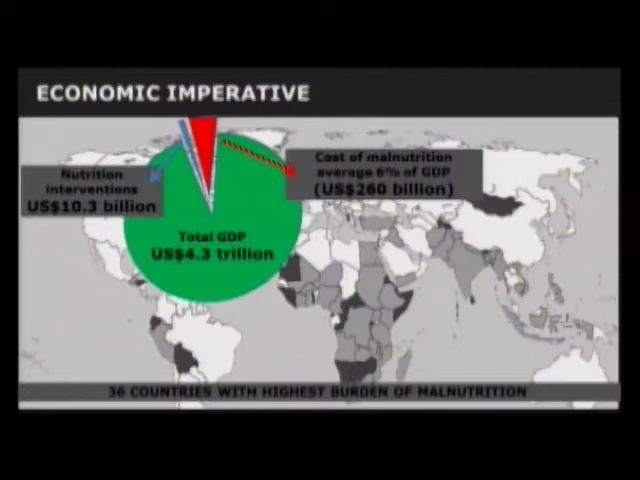 ECONOMIC IMPERATIVE
Nutrition
interventions
US$10.3 billion
Cost of malnutrition
average 6% of GDP
(US$260 billion)
Total GDP
US$4.3 trillion
36 COUNTRIES WITH HIGHEST BURDEN OF MALNUTRITION